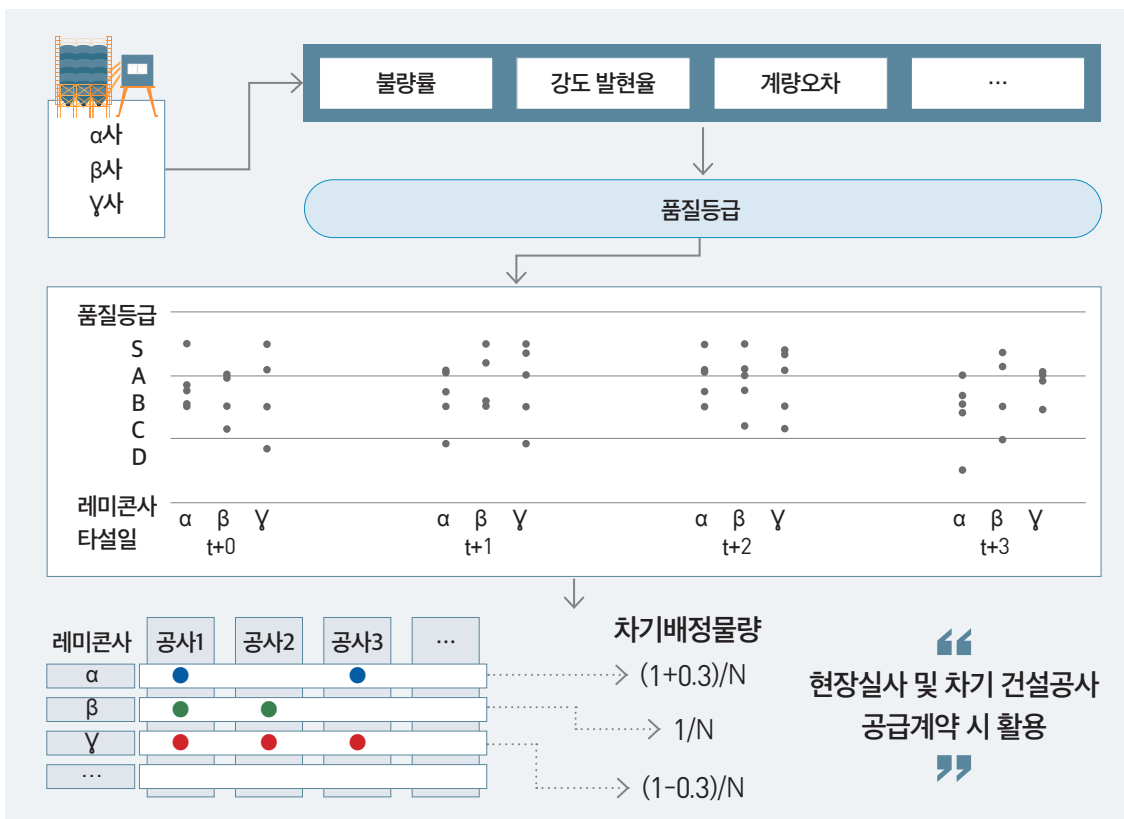 α사
β사
Ɣ사
불량률
강도 발현율
계량오차
…
품질등급
품질등급
S
A
B
C
D
레미콘사
타설일
α β Ɣ
t+0
α β Ɣ
t+1
α β Ɣ
t+2
α β Ɣ
t+3
레미콘사 공사1 공사2 공사3 …
α
β
Ɣ
…
차기배정물량
(1+0.3)/N
1/N
(1-0.3)/N
“
현장실사 및 차기 건설공사
공급계약 시 활용
”